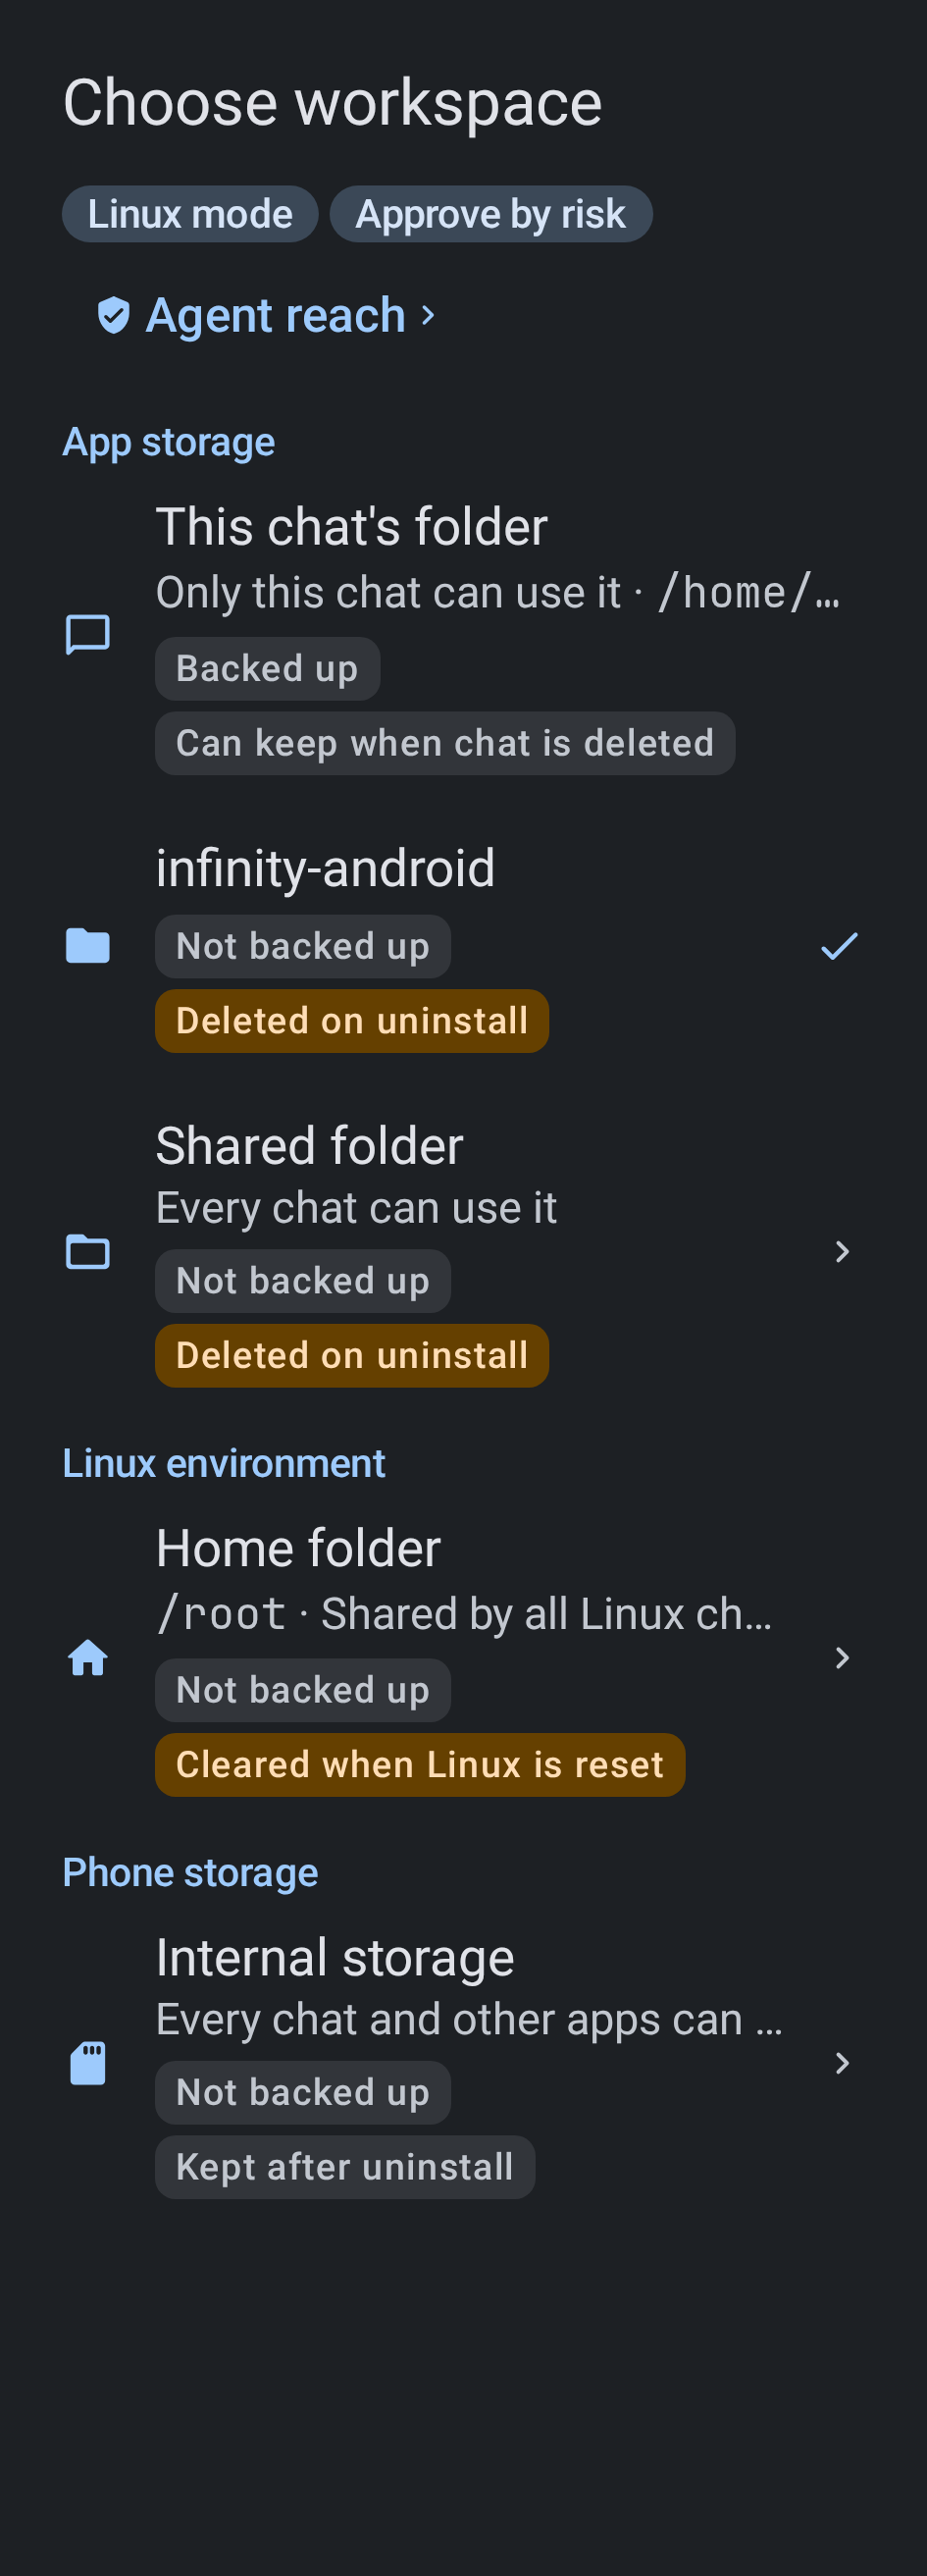 Choose workspace
Linux mode
Approve by risk
Agent reach
App storage
This chat's folder
Only this chat can use it · /home/…
Backed up
Can keep when chat is deleted
infinity-android
Not backed up
Deleted on uninstall
Shared folder
Every chat can use it
Not backed up
Deleted on uninstall
Linux environment
Home folder
/root · Shared by all Linux ch…
Not backed up
Cleared when Linux is reset
Phone storage
Internal storage
Every chat and other apps can …
Not backed up
Kept after uninstall